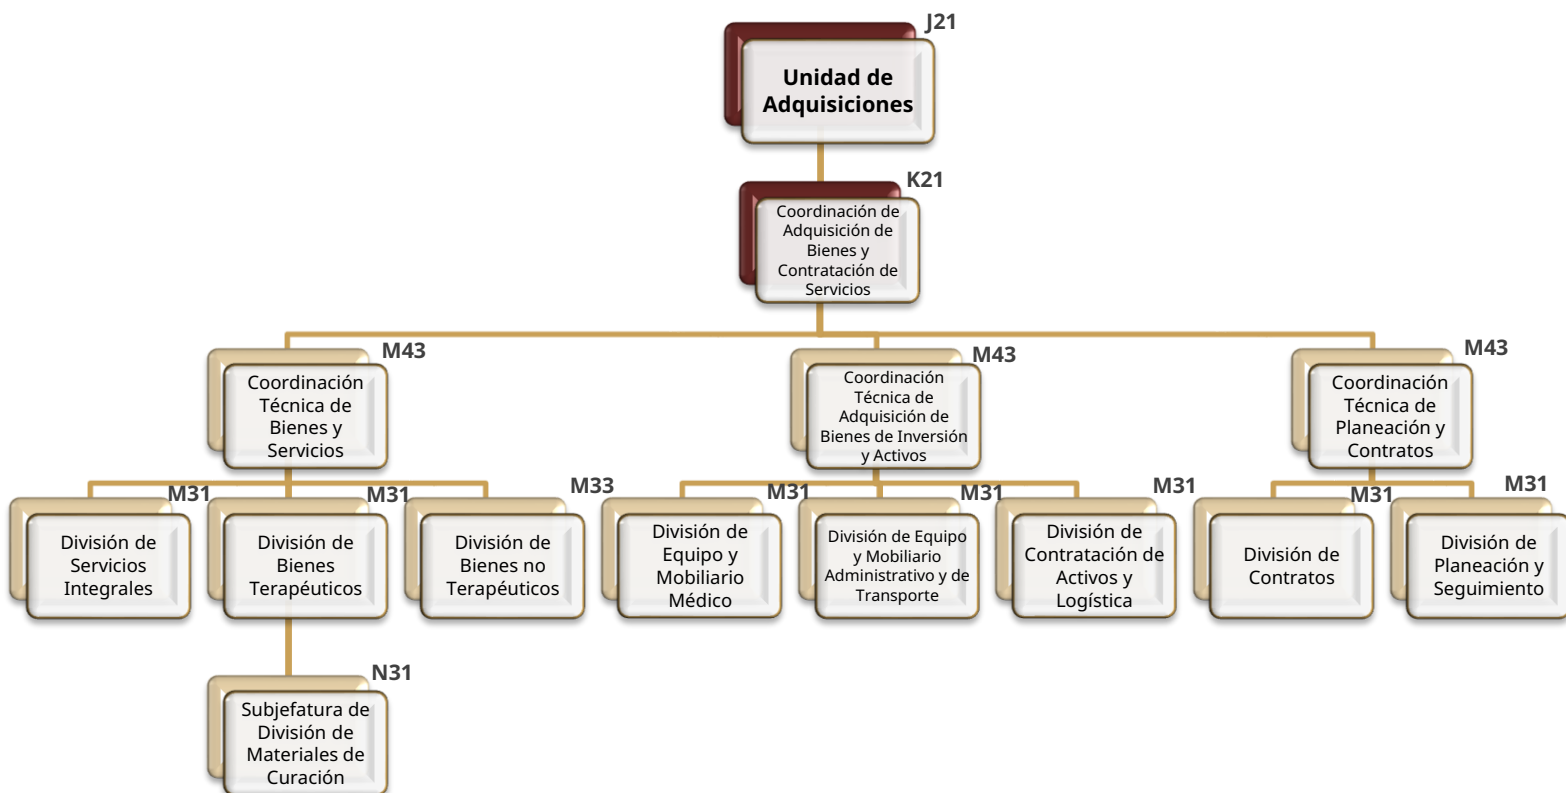 J21
Unidad de
Adquisiciones
K21
Coordinación de
Adquisición de
Bienes y
Contratación de
Servicios
M43
Coordinación
Técnica de
Bienes y
Servicios
M43
Coordinación
Técnica de
Adquisición de
Bienes de Inversión
y Activos
M43
Coordinación
Técnica de
Planeación y
Contratos
M31
División de
Servicios
Integrales
M31
División de
Bienes
Terapéuticos
M33
División de
Bienes no
Terapéuticos
M31
División de
Equipo y
Mobiliario
Médico
M31
División de Equipo
y Mobiliario
Administrativo y de
Transporte
M31
División de
Contratación de
Activos y
Logística
M31
División de
Contratos
M31
División de
Planeación y
Seguimiento
N31
Subjefatura de
División de
Materiales de
Curación